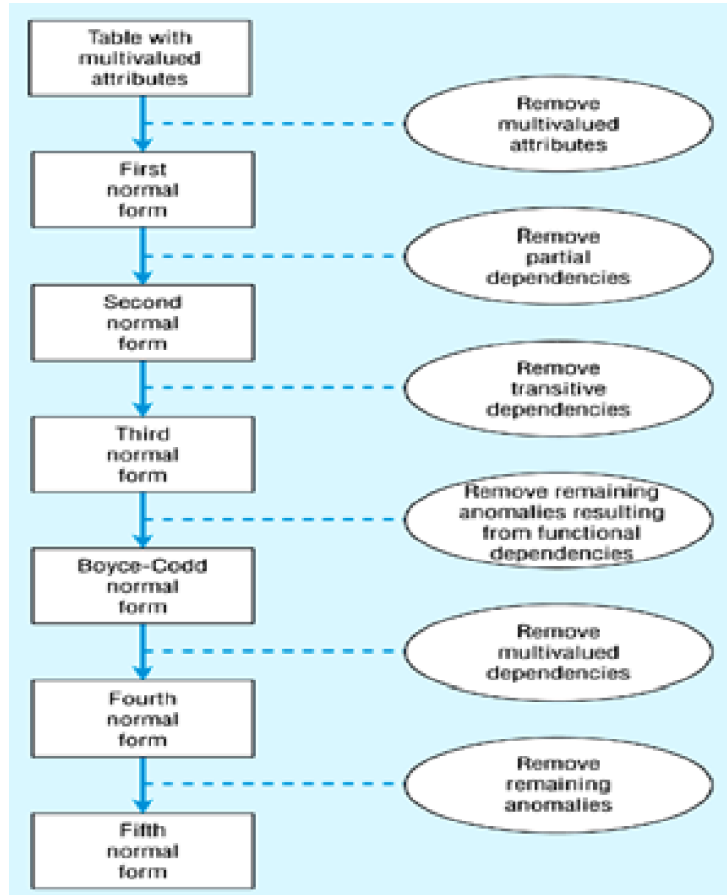 Table with
multivalued
attributes
Remove
multivalued
attributes
First
normal
form
Remove
partial
dependencies
Second
normal
form
Remove
transitive
dependencies
Third
normal
form
Remove remaining
anomalies resulting
from functional
dependencies
Boyce-Codd
normal
form
Remove
multivalued
dependencies
Fourth
normal
form
Remove
remaining
anomalies
Fifth
normal
form